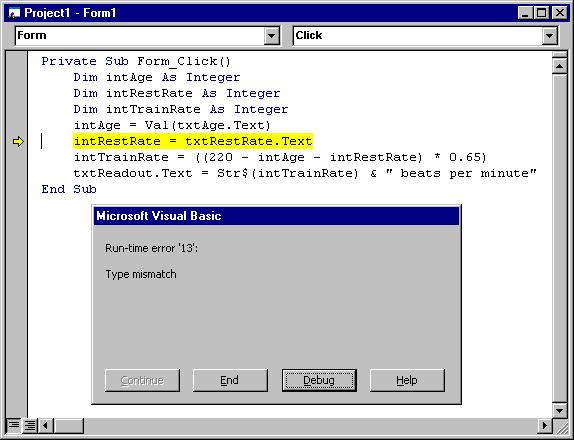 Project1 - Form1
Form Click
Private Sub Form_Click()
    Dim intAge As Integer
    Dim intRestRate As Integer
    Dim intTrainRate As Integer
    intAge = Val(txtAge.Text)
    intRestRate = txtRestRate.Text
    intTrainRate = ((220 - intAge - intRestRate) * 0.65)
    txtReadout.Text = Str$(intTrainRate) & " beats per minute"
End Sub
Microsoft Visual Basic
Run-time error '13':
Type mismatch
Continue End Debug Help